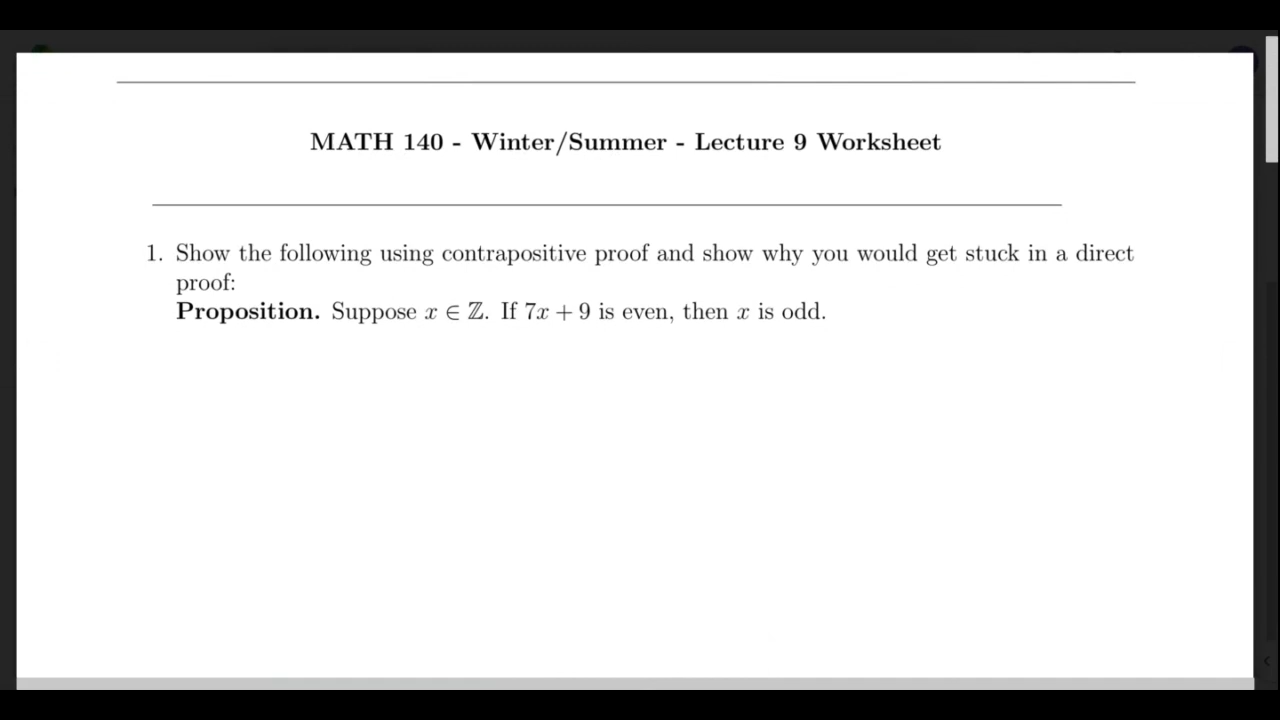 MATH 140 - Winter/Summer - Lecture 9 Worksheet
1. Show the following using contrapositive proof and show why you would get stuck in a direct
proof:
Proposition. Suppose x ∈ ℤ. If 7x + 9 is even, then x is odd.